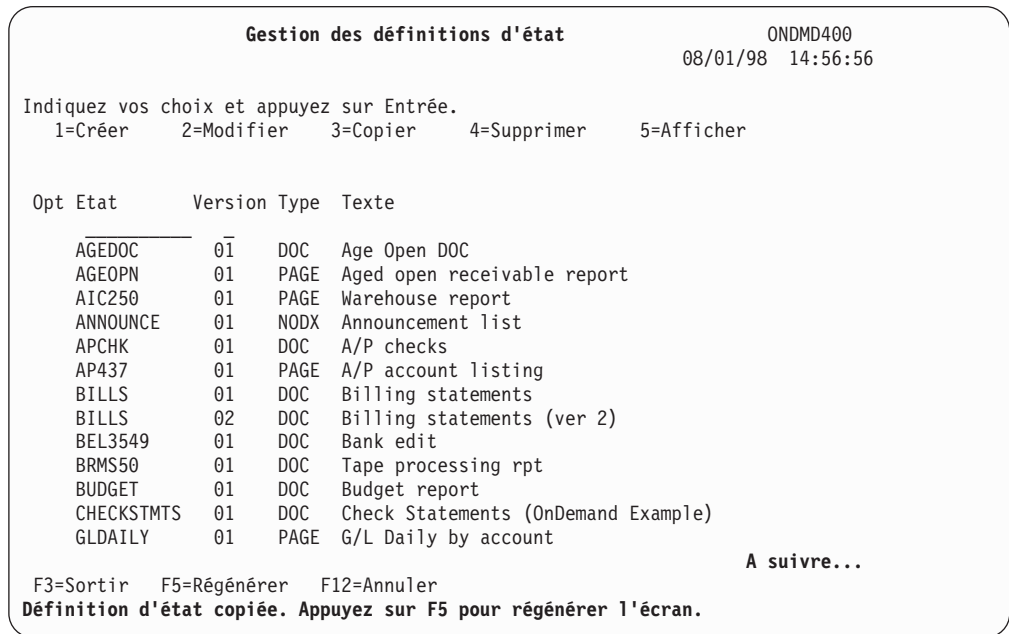 Gestion des définitions d'état ONDMD400
08/01/98 14:56:56
Indiquez vos choix et appuyez sur Entrée.
1=Créer 2=Modifier 3=Copier 4=Supprimer 5=Afficher
Opt Etat Version Type Texte
__________ _
AGEDOC 01 DOC Age Open DOC
AGEOPN 01 PAGE Aged open receivable report
AIC250 01 PAGE Warehouse report
ANNOUNCE 01 NODX Announcement list
APCHK 01 DOC A/P checks
AP437 01 PAGE A/P account listing
BILLS 01 DOC Billing statements
BILLS 02 DOC Billing statements (ver 2)
BEL3549 01 DOC Bank edit
BRMS50 01 DOC Tape processing rpt
BUDGET 01 DOC Budget report
CHECKSTMTS 01 DOC Check Statements (OnDemand Example)
GLDAILY 01 PAGE G/L Daily by account
A suivre...
F3=Sortir F5=Régénérer F12=Annuler
Définition d'état copiée. Appuyez sur F5 pour régénérer l'écran.